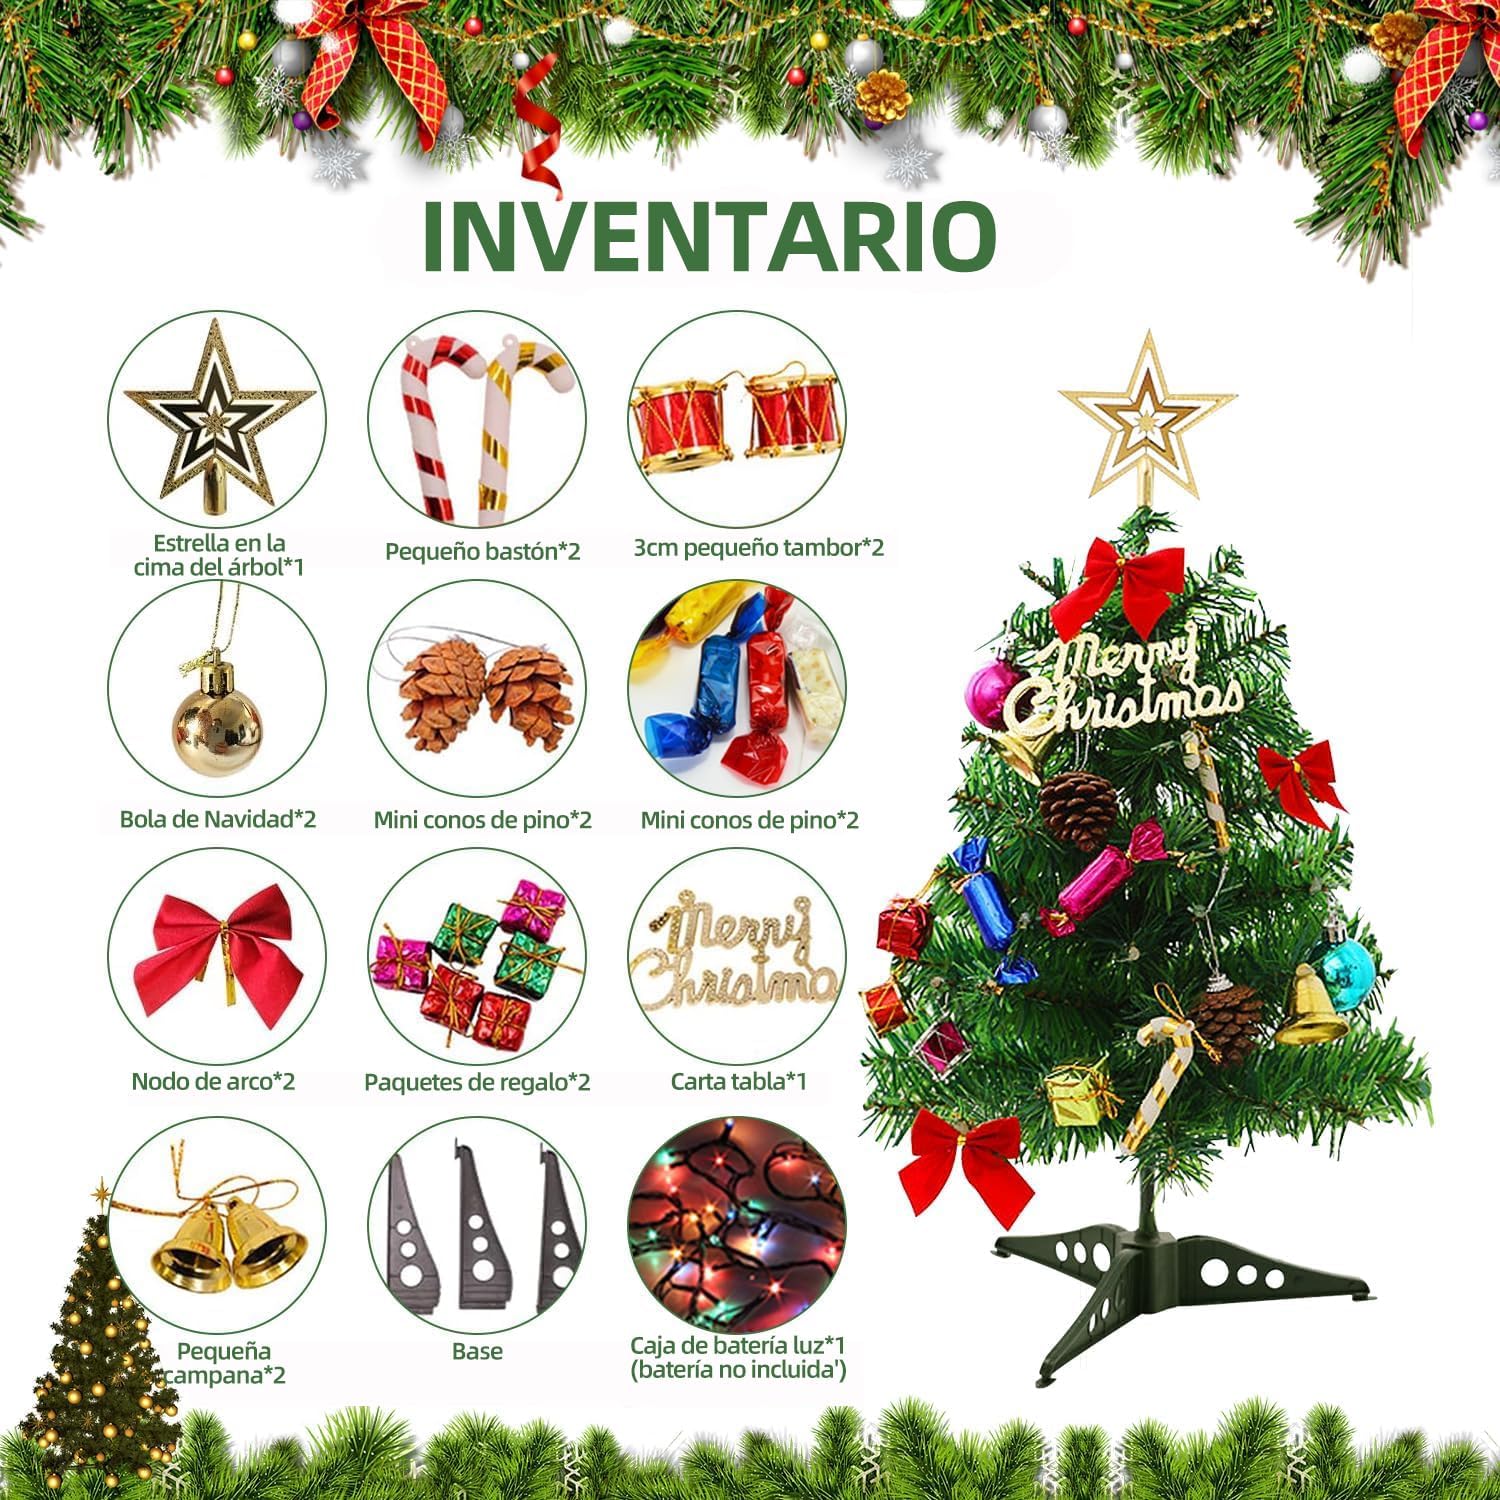 INVENTARIO
Estrella en la
cima del árbol*1
Pequeño bastón*2
3cm pequeño tambor*2
Bola de Navidad*2
Mini conos de pino*2
Mini conos de pino*2
Nodo de arco*2
Paquetes de regalo*2
Merry
Christma
Carta tabla*1
Pequeña
campana*2
Base
Caja de batería luz*1
(batería no incluida')
Merry
Christmas